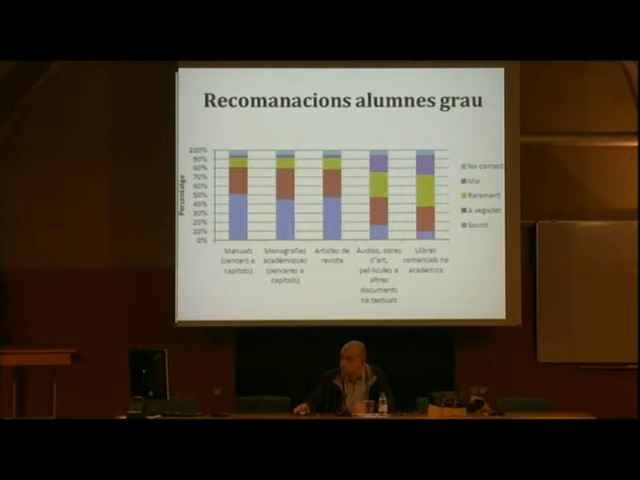 Recomanacions alumnes grau
100%
90%
80%
70%
60%
50%
40%
30%
20%
10%
0%
Percentatge
Manuals
(sencers o
capítols)
Monografies
acadèmiques
(senceres o
capítols)
Articles de
revista
Àudios, obres
d'art,
pel·lícules o
altres
documents
no textuals
Llibres
comercials no
acadèmics
No contest
Mai
Rarament
A vegades
Sovint